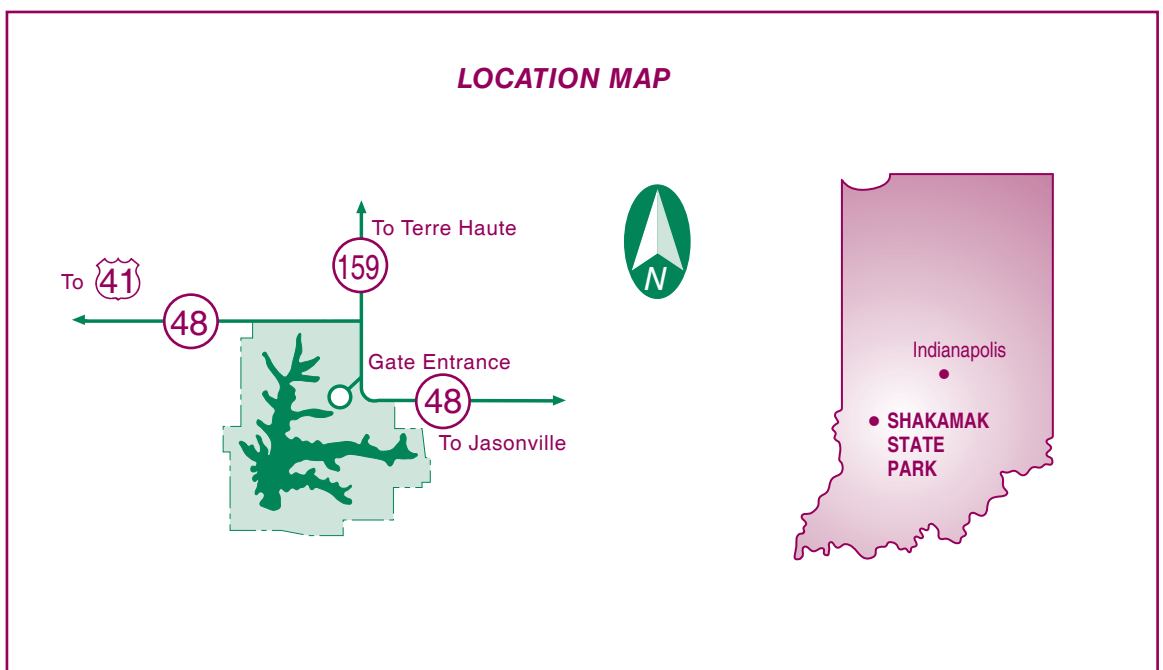 LOCATION MAP
To Terre Haute
159
To 41
48
Gate Entrance
48
To Jasonville
N
Indianapolis
SHAKAMAK
STATE
PARK